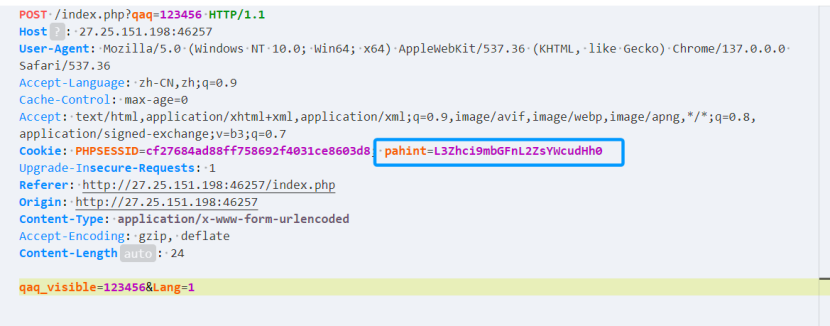 POST /index.php?qaq=123456 HTTP/1.1
Host ? : 27.25.151.198:46257
User-Agent: Mozilla/5.0 (Windows NT 10.0; Win64; x64) AppleWebKit/537.36 (KHTML, like Gecko) Chrome/137.0.0.0
Safari/537.36
Accept-Language: zh-CN,zh;q=0.9
Cache-Control: max-age=0
Accept: text/html,application/xhtml+xml,application/xml;q=0.9,image/avif,image/webp,image/apng,*/*;q=0.8,
application/signed-exchange;v=b3;q=0.7
Cookie: PHPSESSID=cf27684ad88ff758692f4031ce8603d8; pahint=L3Zhci9mbGFnL2ZsYWcudHh0
Upgrade-Insecure-Requests: 1
Referer: http://27.25.151.198:46257/index.php
Origin: http://27.25.151.198:46257
Content-Type: application/x-www-form-urlencoded
Accept-Encoding: gzip, deflate
Content-Length auto : 24
qaq_visible=123456&Lang=1